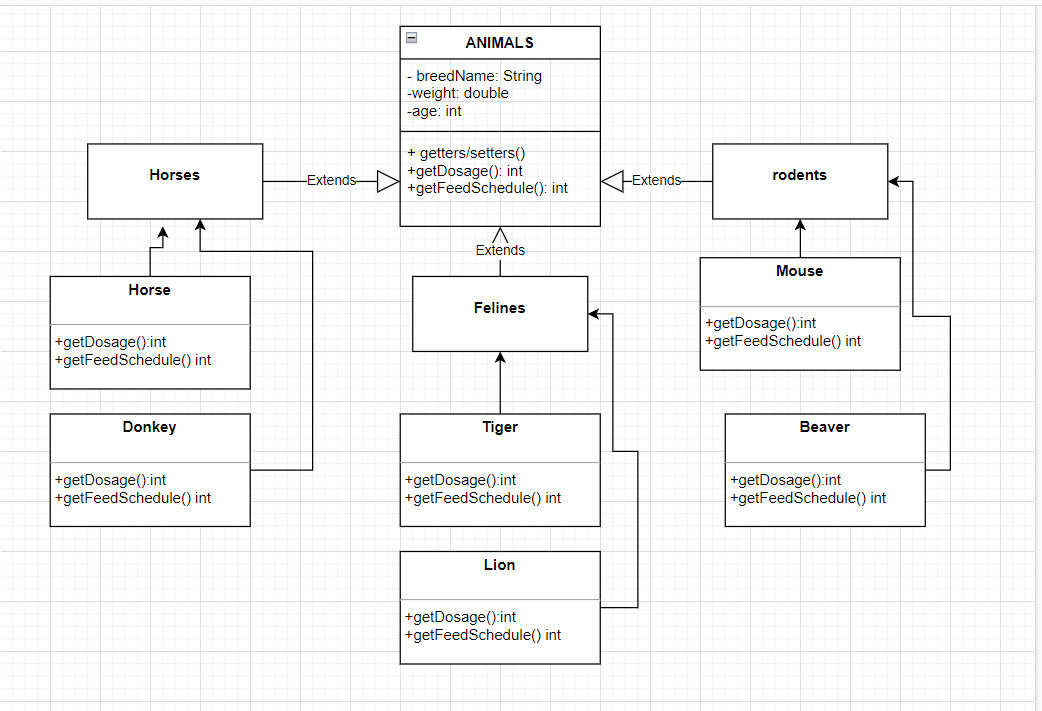 ANIMALS
- breedName: String
-weight: double
-age: int
+ getters/setters()
+getDosage(): int
+getFeedSchedule(): int
Horses
Extends
Extends
rodents
Extends
Horse
+getDosage():int
+getFeedSchedule() int
Felines
Mouse
+getDosage():int
+getFeedSchedule() int
Donkey
+getDosage():int
+getFeedSchedule() int
Tiger
+getDosage():int
+getFeedSchedule() int
Beaver
+getDosage():int
+getFeedSchedule() int
Lion
+getDosage():int
+getFeedSchedule() int